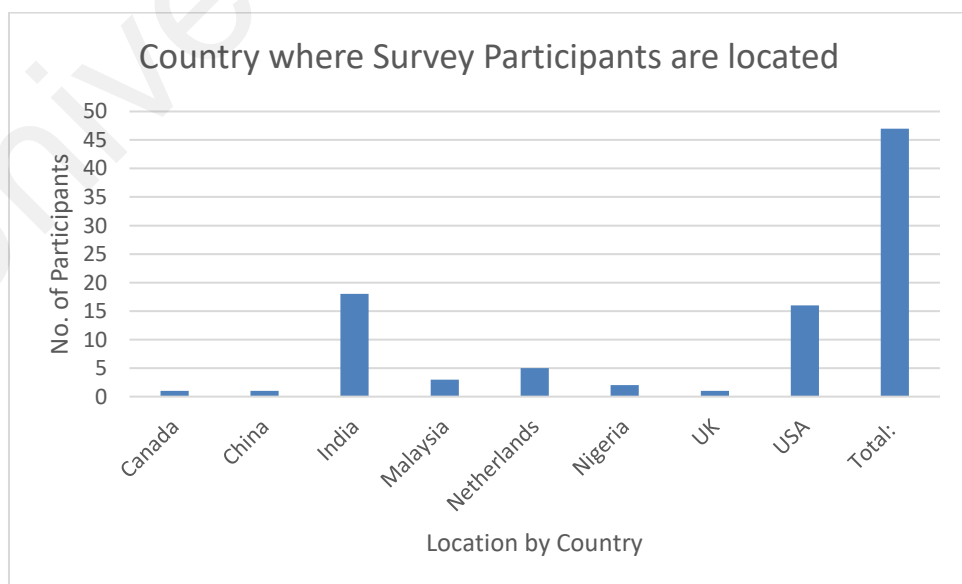 Country where Survey Participants are located
No. of Participants
50
45
40
35
30
25
20
15
10
5
0
Canada
China
India
Malaysia
Netherlands
Nigeria
UK
USA
Total:
Location by Country